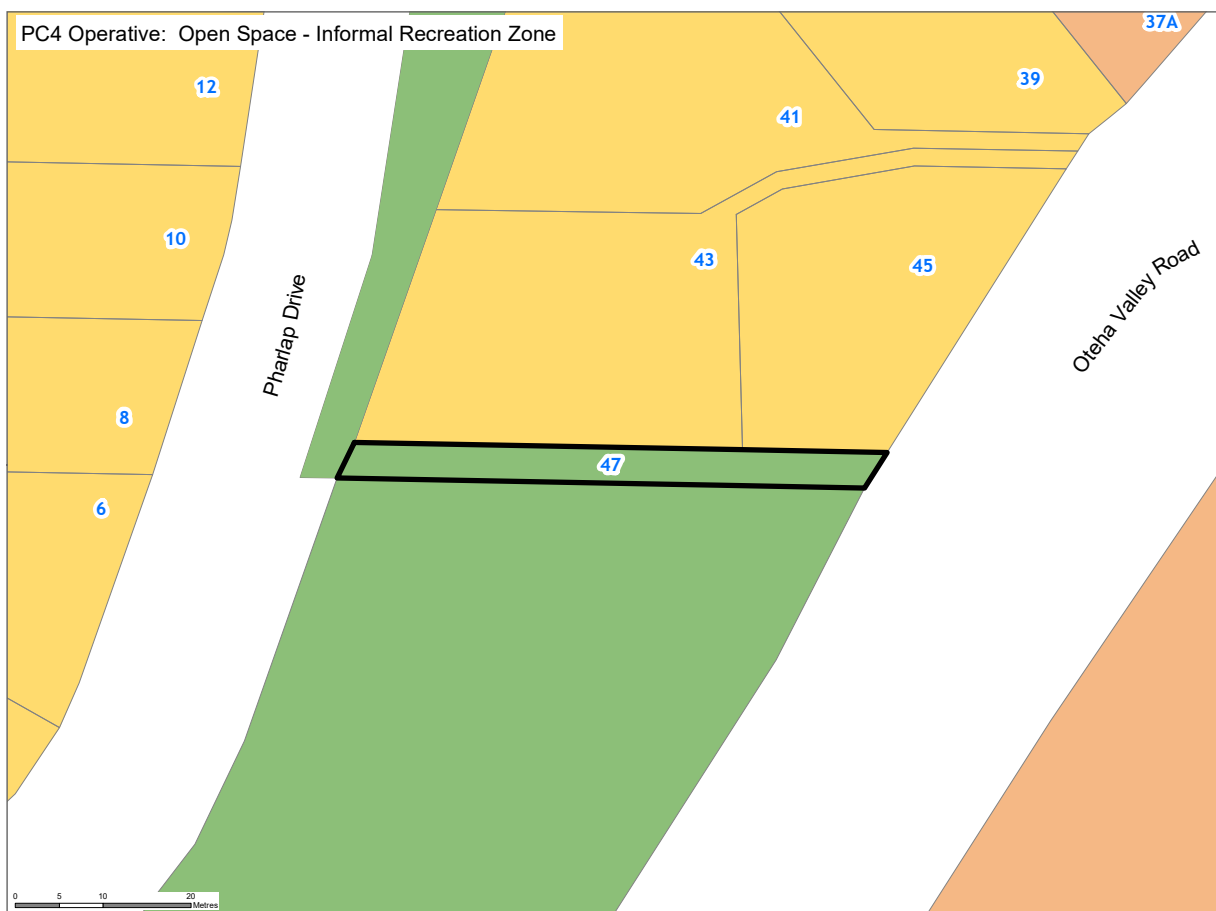 PC4 Operative: Open Space - Informal Recreation Zone
37A
12
39
41
10
43
45
Pharlap Drive
Oteha Valley Road
8
47
6
0 5 10 20
Metres